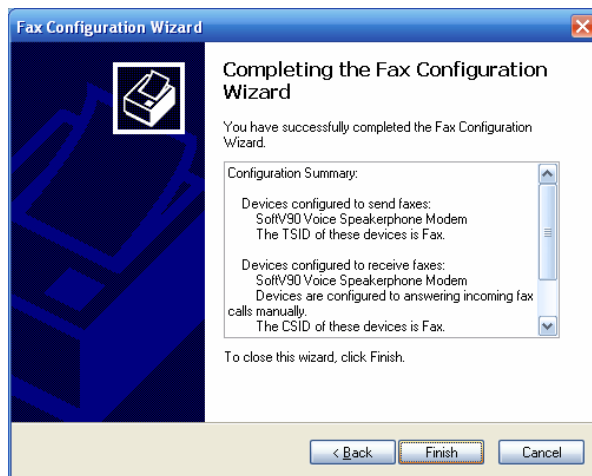 Fax Configuration Wizard
Completing the Fax Configuration
Wizard
You have successfully completed the Fax Configuration
Wizard.
Configuration Summary:
Devices configured to send faxes:
SoftV90 Voice Speakerphone Modem
The TSID of these devices is Fax.
Devices configured to receive faxes:
SoftV90 Voice Speakerphone Modem
Devices are configured to answering incoming fax
calls manually.
The CSID of these devices is Fax.
To close this wizard, click Finish.
< Back
Finish
Cancel